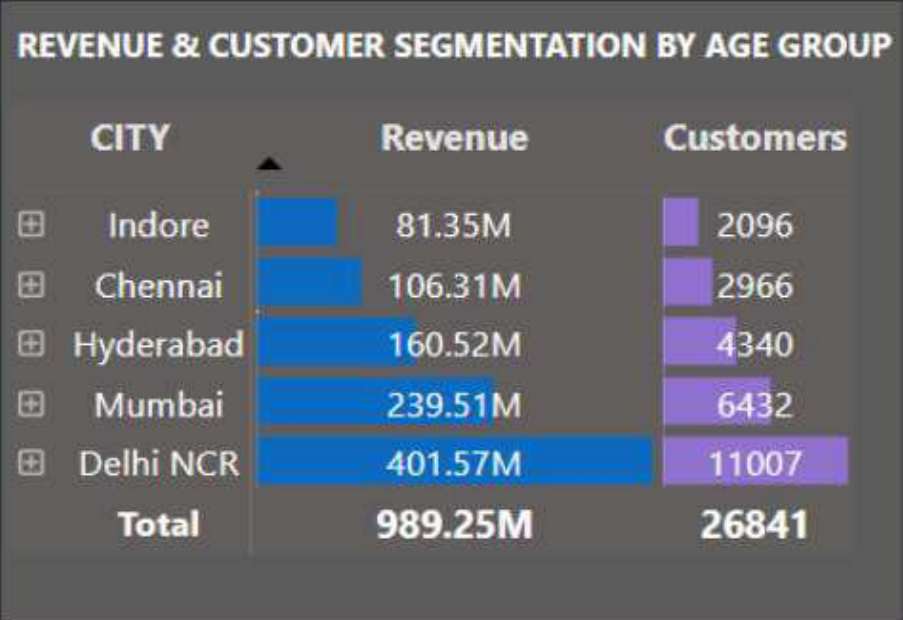 REVENUE & CUSTOMER SEGMENTATION BY AGE GROUP
CITY Revenue Customers
Indore 81.35M 2096
Chennai 106.31M 2966
Hyderabad 160.52M 4340
Mumbai 239.51M 6432
Delhi NCR 401.57M 11007
Total 989.25M 26841